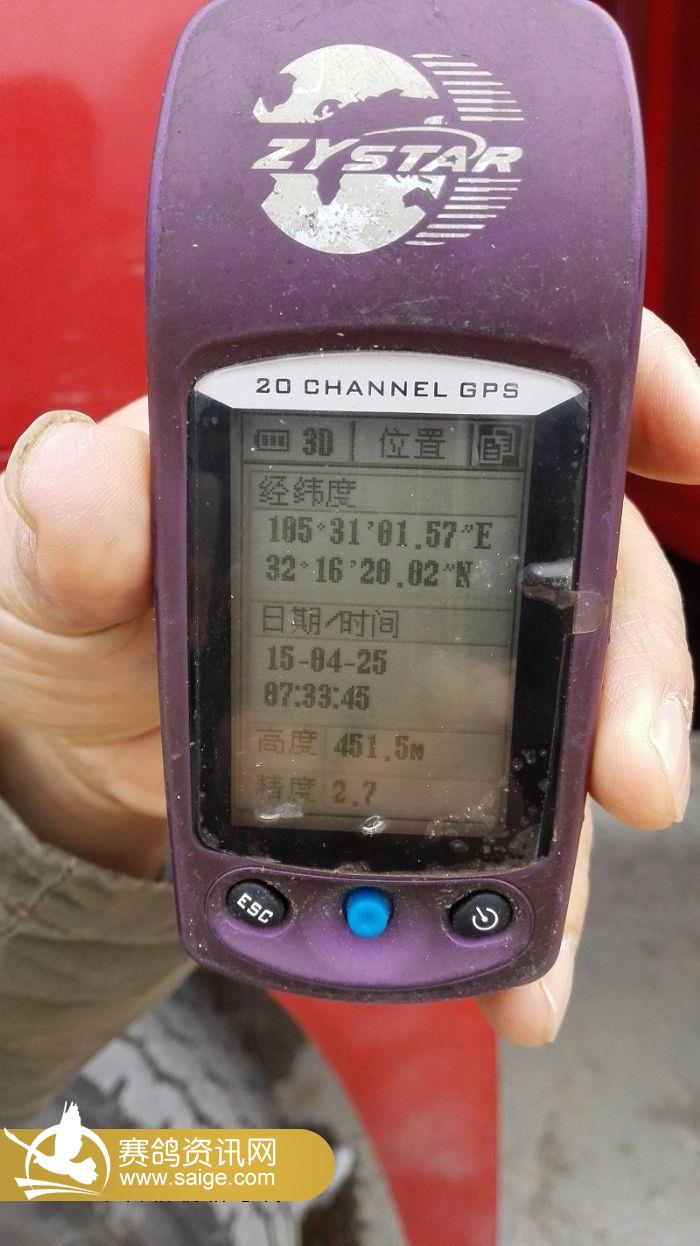 ZYSTAR
20 CHANNEL GPS
3D 位置
经纬度
105°31'01.57"E
32°16'20.02"N
日期/时间
15-04-25
07:33:45
高度 451.5m
精度 2.7
ESC
赛鸽资讯网
www.saige.com